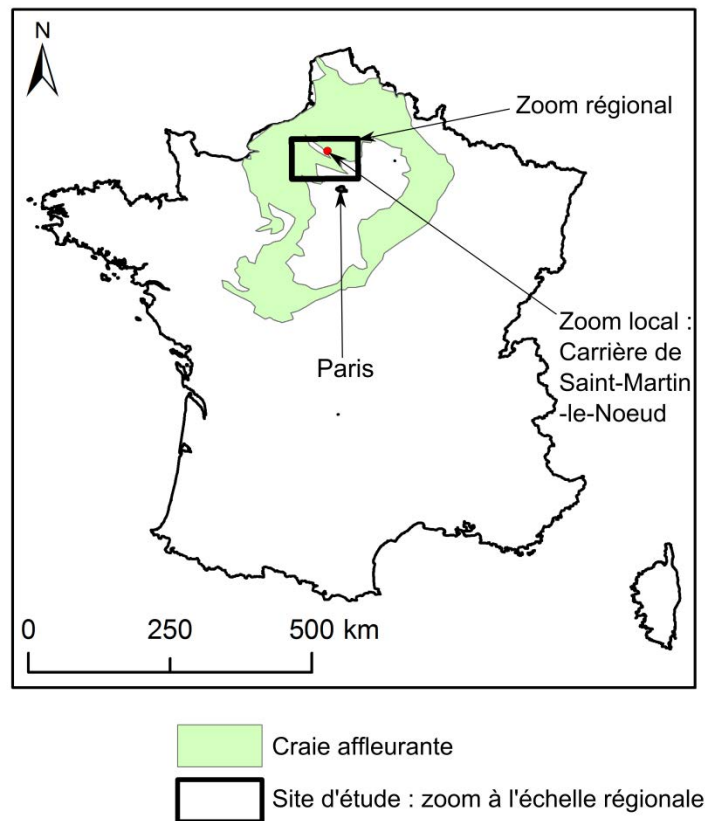 N
Zoom régional
Zoom local :
Carrière de
Saint-Martin
-le-Noeud
Paris
0 250 500 km
Craie affleurante
Site d'étude : zoom à l'échelle régionale